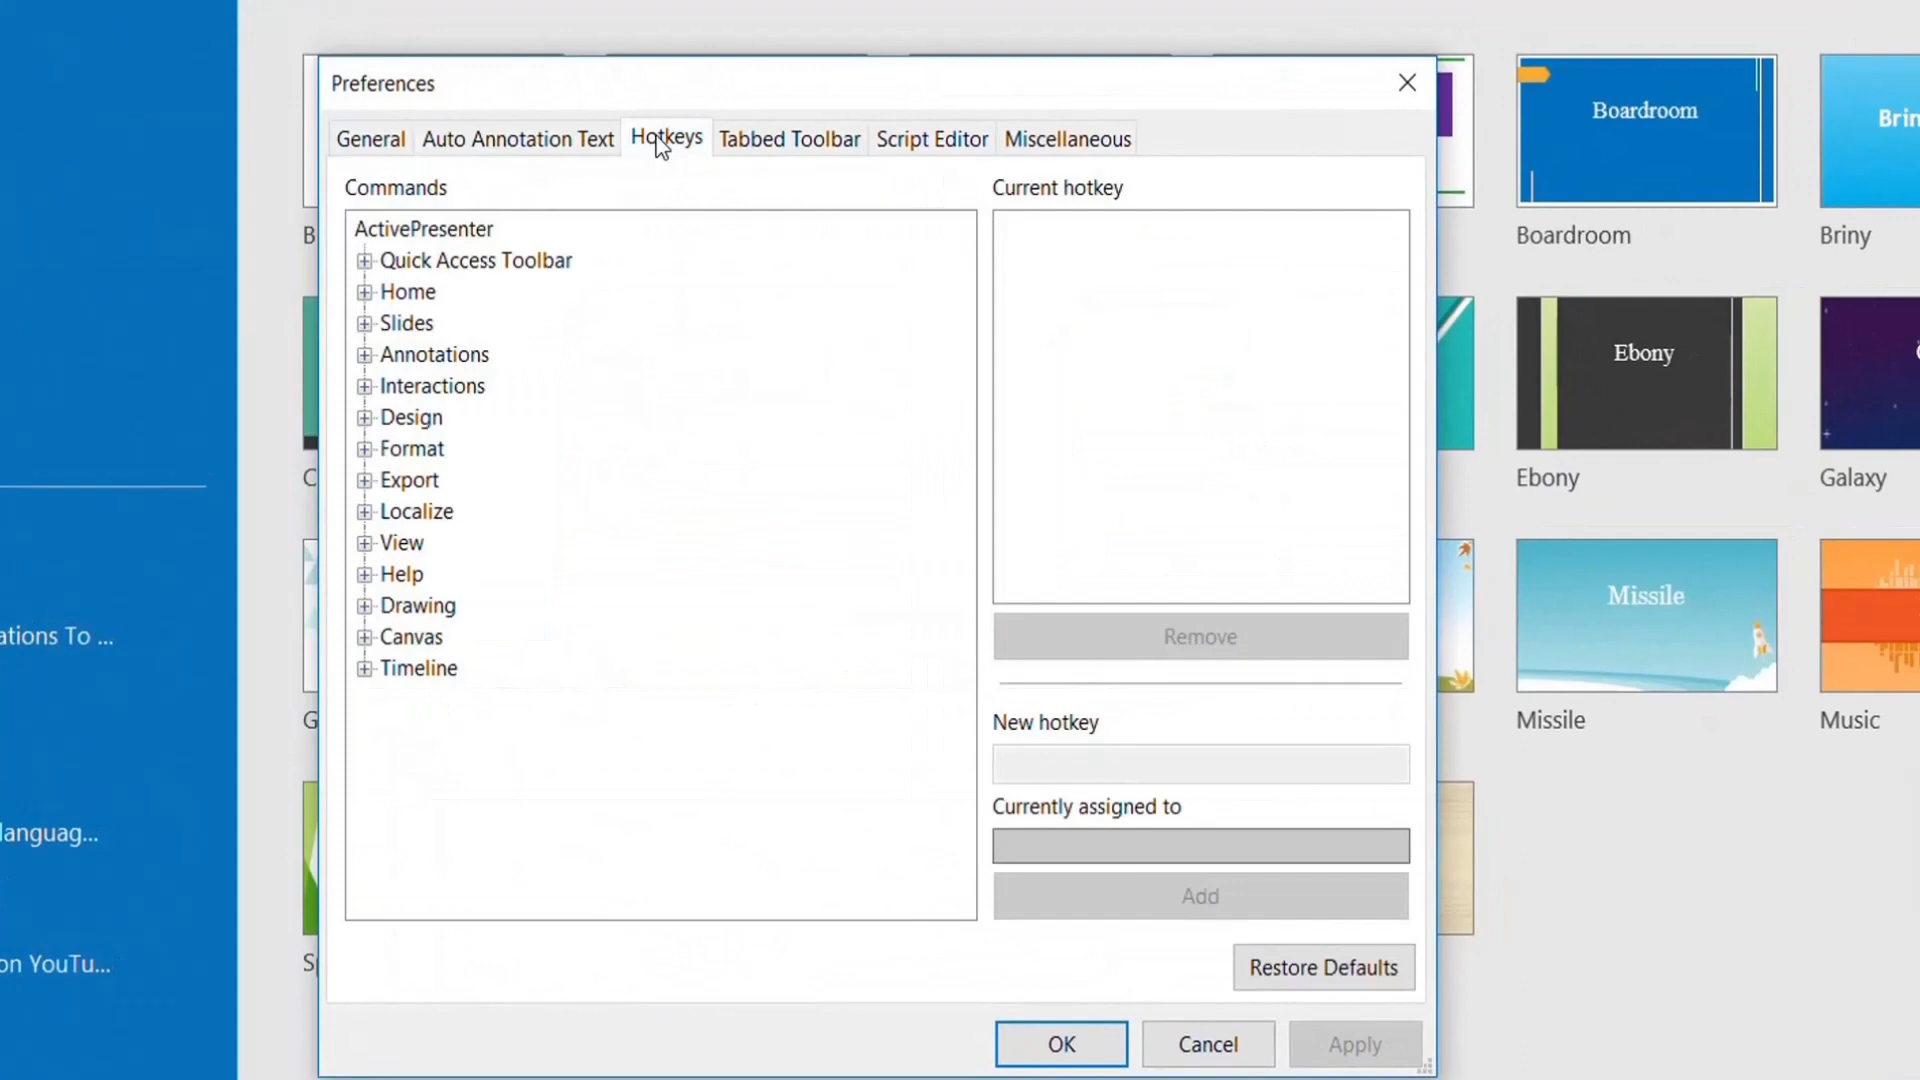 Preferences
General
Auto Annotation Text
Hotkeys
Tabbed Toolbar
Script Editor
Miscellaneous
Commands
ActivePresenter
Quick Access Toolbar
Home
Slides
Annotations
Interactions
Design
Format
Export
Localize
View
Help
Drawing
Canvas
Timeline
Current hotkey
Remove
New hotkey
Currently assigned to
Add
Restore Defaults
OK
Cancel
Apply
Boardroom
Boardroom
Brin
Briny
Ebony
Ebony
Galaxy
Missile
Missile
Music
ations To ...
languag...
on YouTu...
B
C
G
Sp